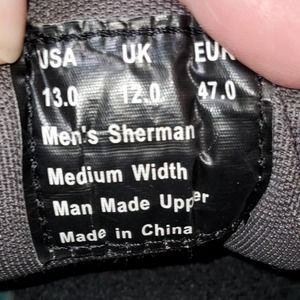 USA UK EUR
13.0 12.0 47.0
Men's Sherman
Medium Width
Man Made Upper
Made in China